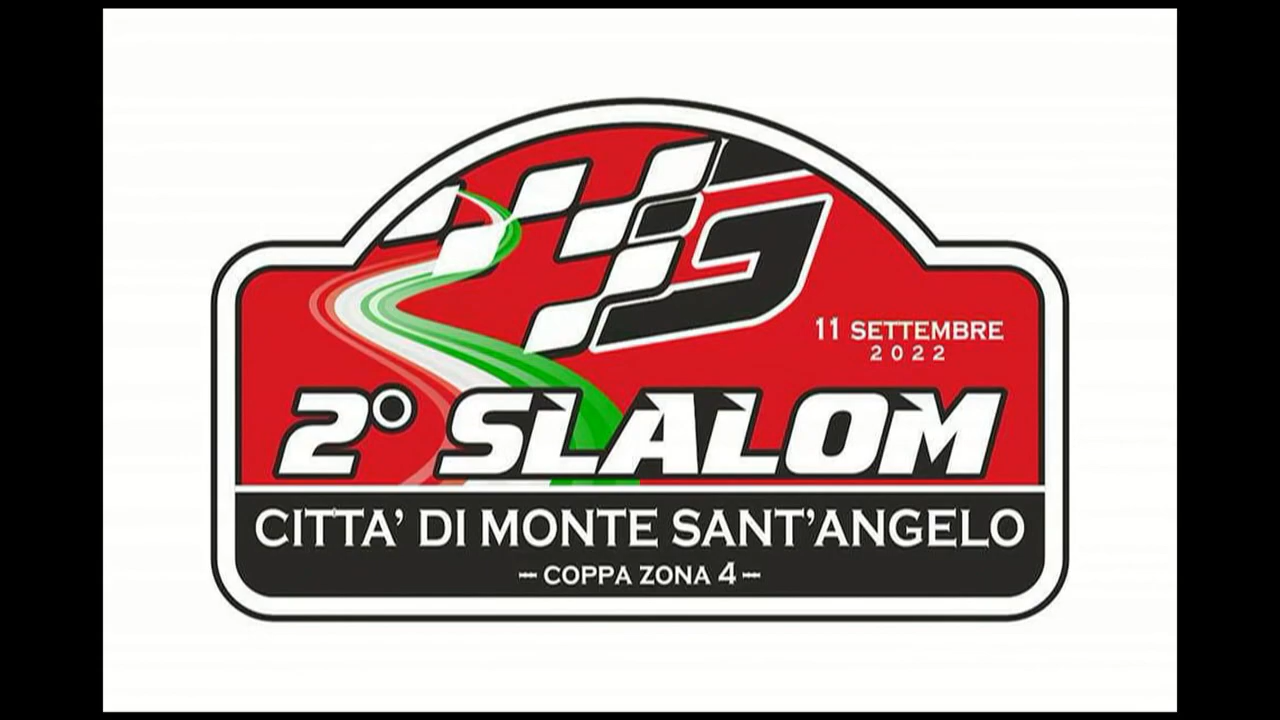 11 SETTEMBRE
2022
2° SLALOM
CITTA' DI MONTE SANT'ANGELO
- COPPA ZONA 4 -